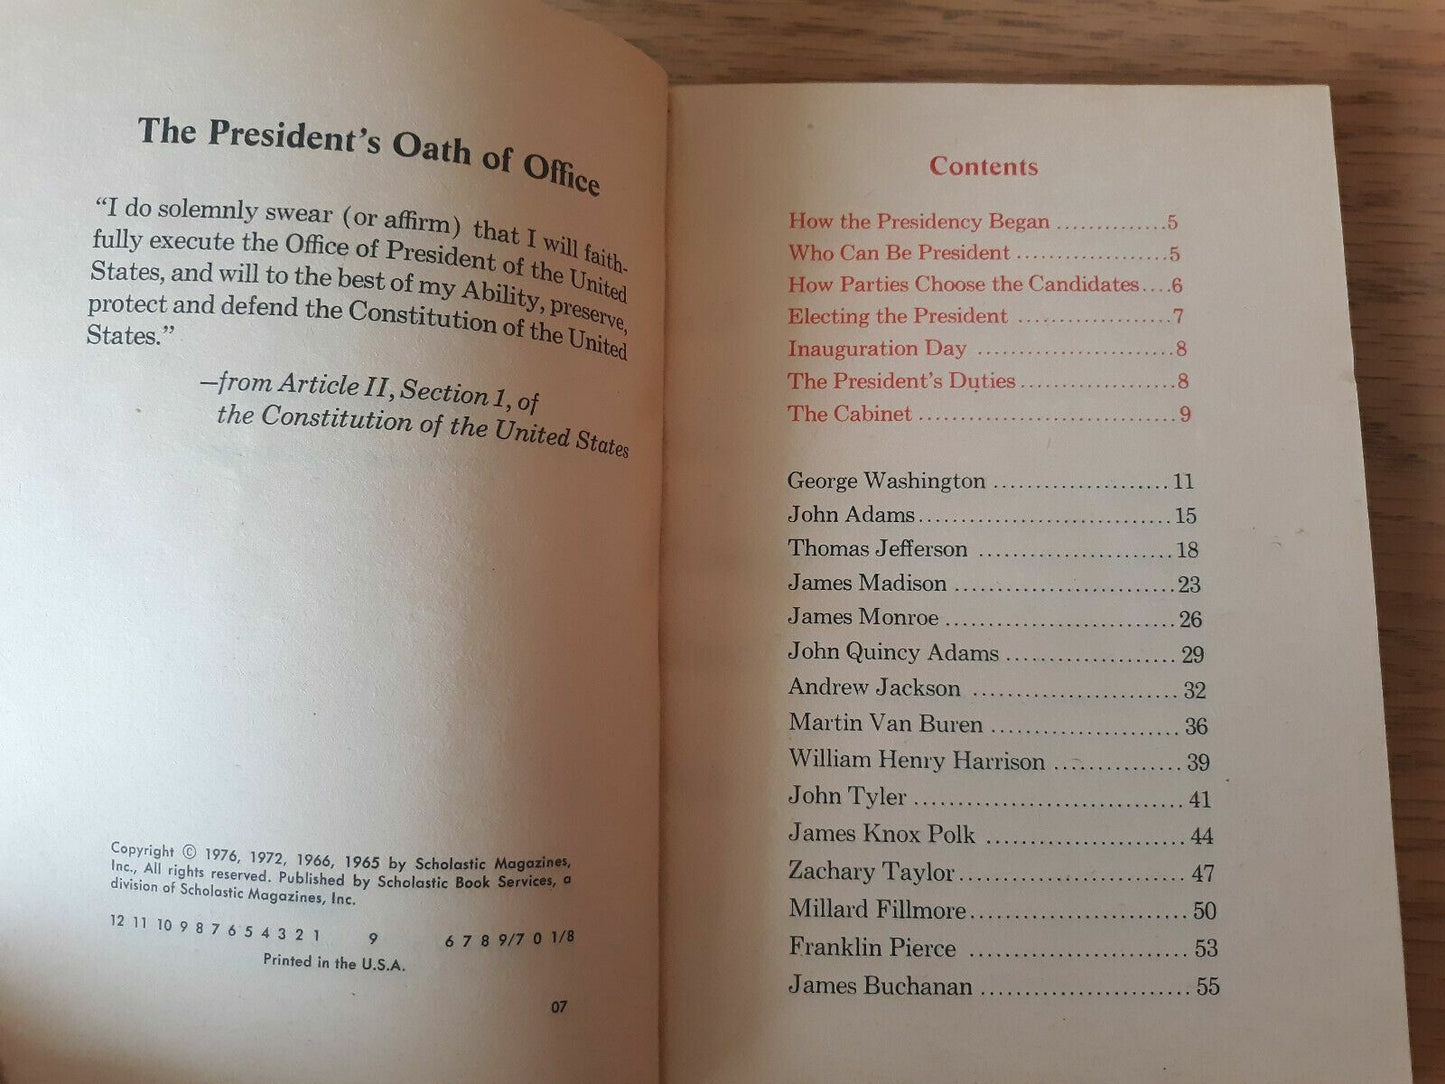 The President's Oath of Office
“I do solemnly swear (or affirm) that I will faith-
fully execute the Office of President of the United
States, and will to the best of my Ability, preserve,
protect and defend the Constitution of the United
States.”
—from Article II, Section 1, of
the Constitution of the United States
Copyright © 1976, 1972, 1966, 1965 by Scholastic Magazines,
Inc., All rights reserved. Published by Scholastic Book Services, a
division of Scholastic Magazines, Inc.
12 11 10 9 8 7 6 5 4 3 2 1 9 6 7 8 9/7 0 1/8
Printed in the U.S.A.
07
Contents
How the Presidency Began ..............5
Who Can Be President ...................5
How Parties Choose the Candidates....6
Electing the President ...................7
Inauguration Day ........................8
The President's Duties...................8
The Cabinet ..............................9
George Washington ......................11
John Adams..............................15
Thomas Jefferson ........................18
James Madison ...........................23
James Monroe ............................26
John Quincy Adams .....................29
Andrew Jackson .........................32
Martin Van Buren .......................36
William Henry Harrison ................39
John Tyler ................................41
James Knox Polk ........................44
Zachary Taylor...........................47
Millard Fillmore..........................50
Franklin Pierce ..........................53
James Buchanan .........................55